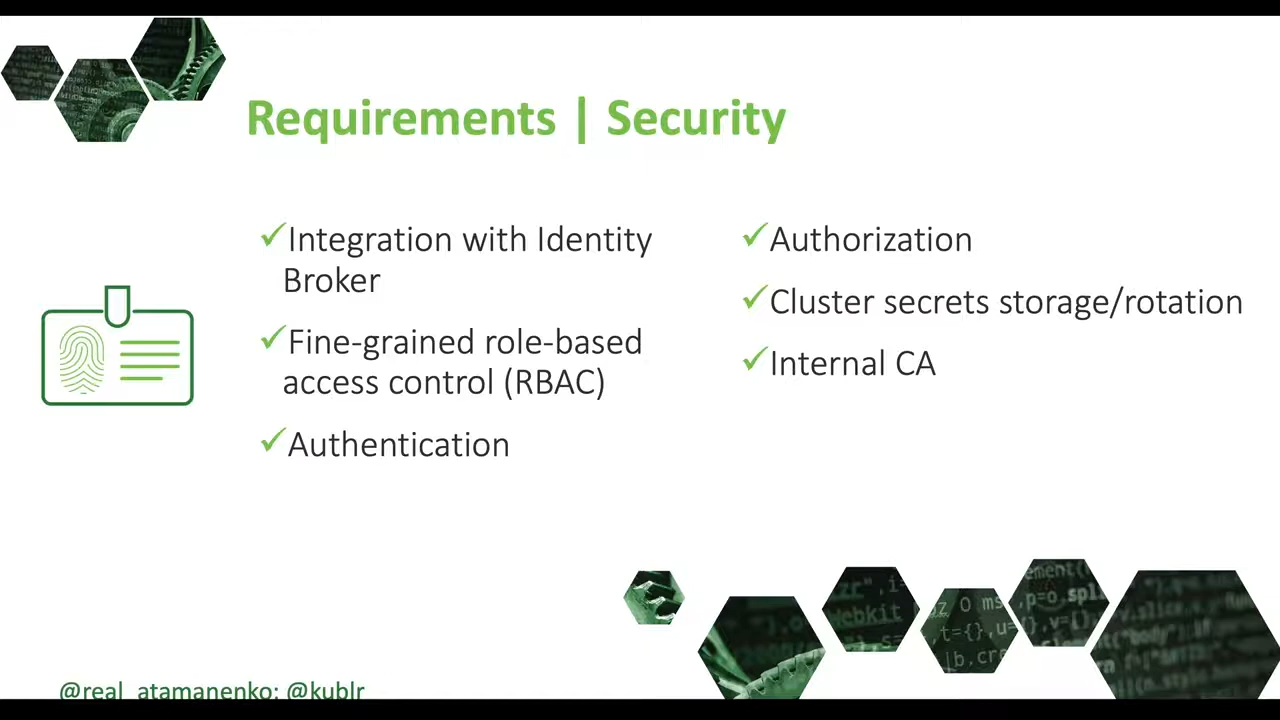 Requirements | Security
✓Integration with Identity
Broker
✓Fine-grained role-based
access control (RBAC)
✓Authentication
✓Authorization
✓Cluster secrets storage/rotation
✓Internal CA
@real_atamanenko; @kublr